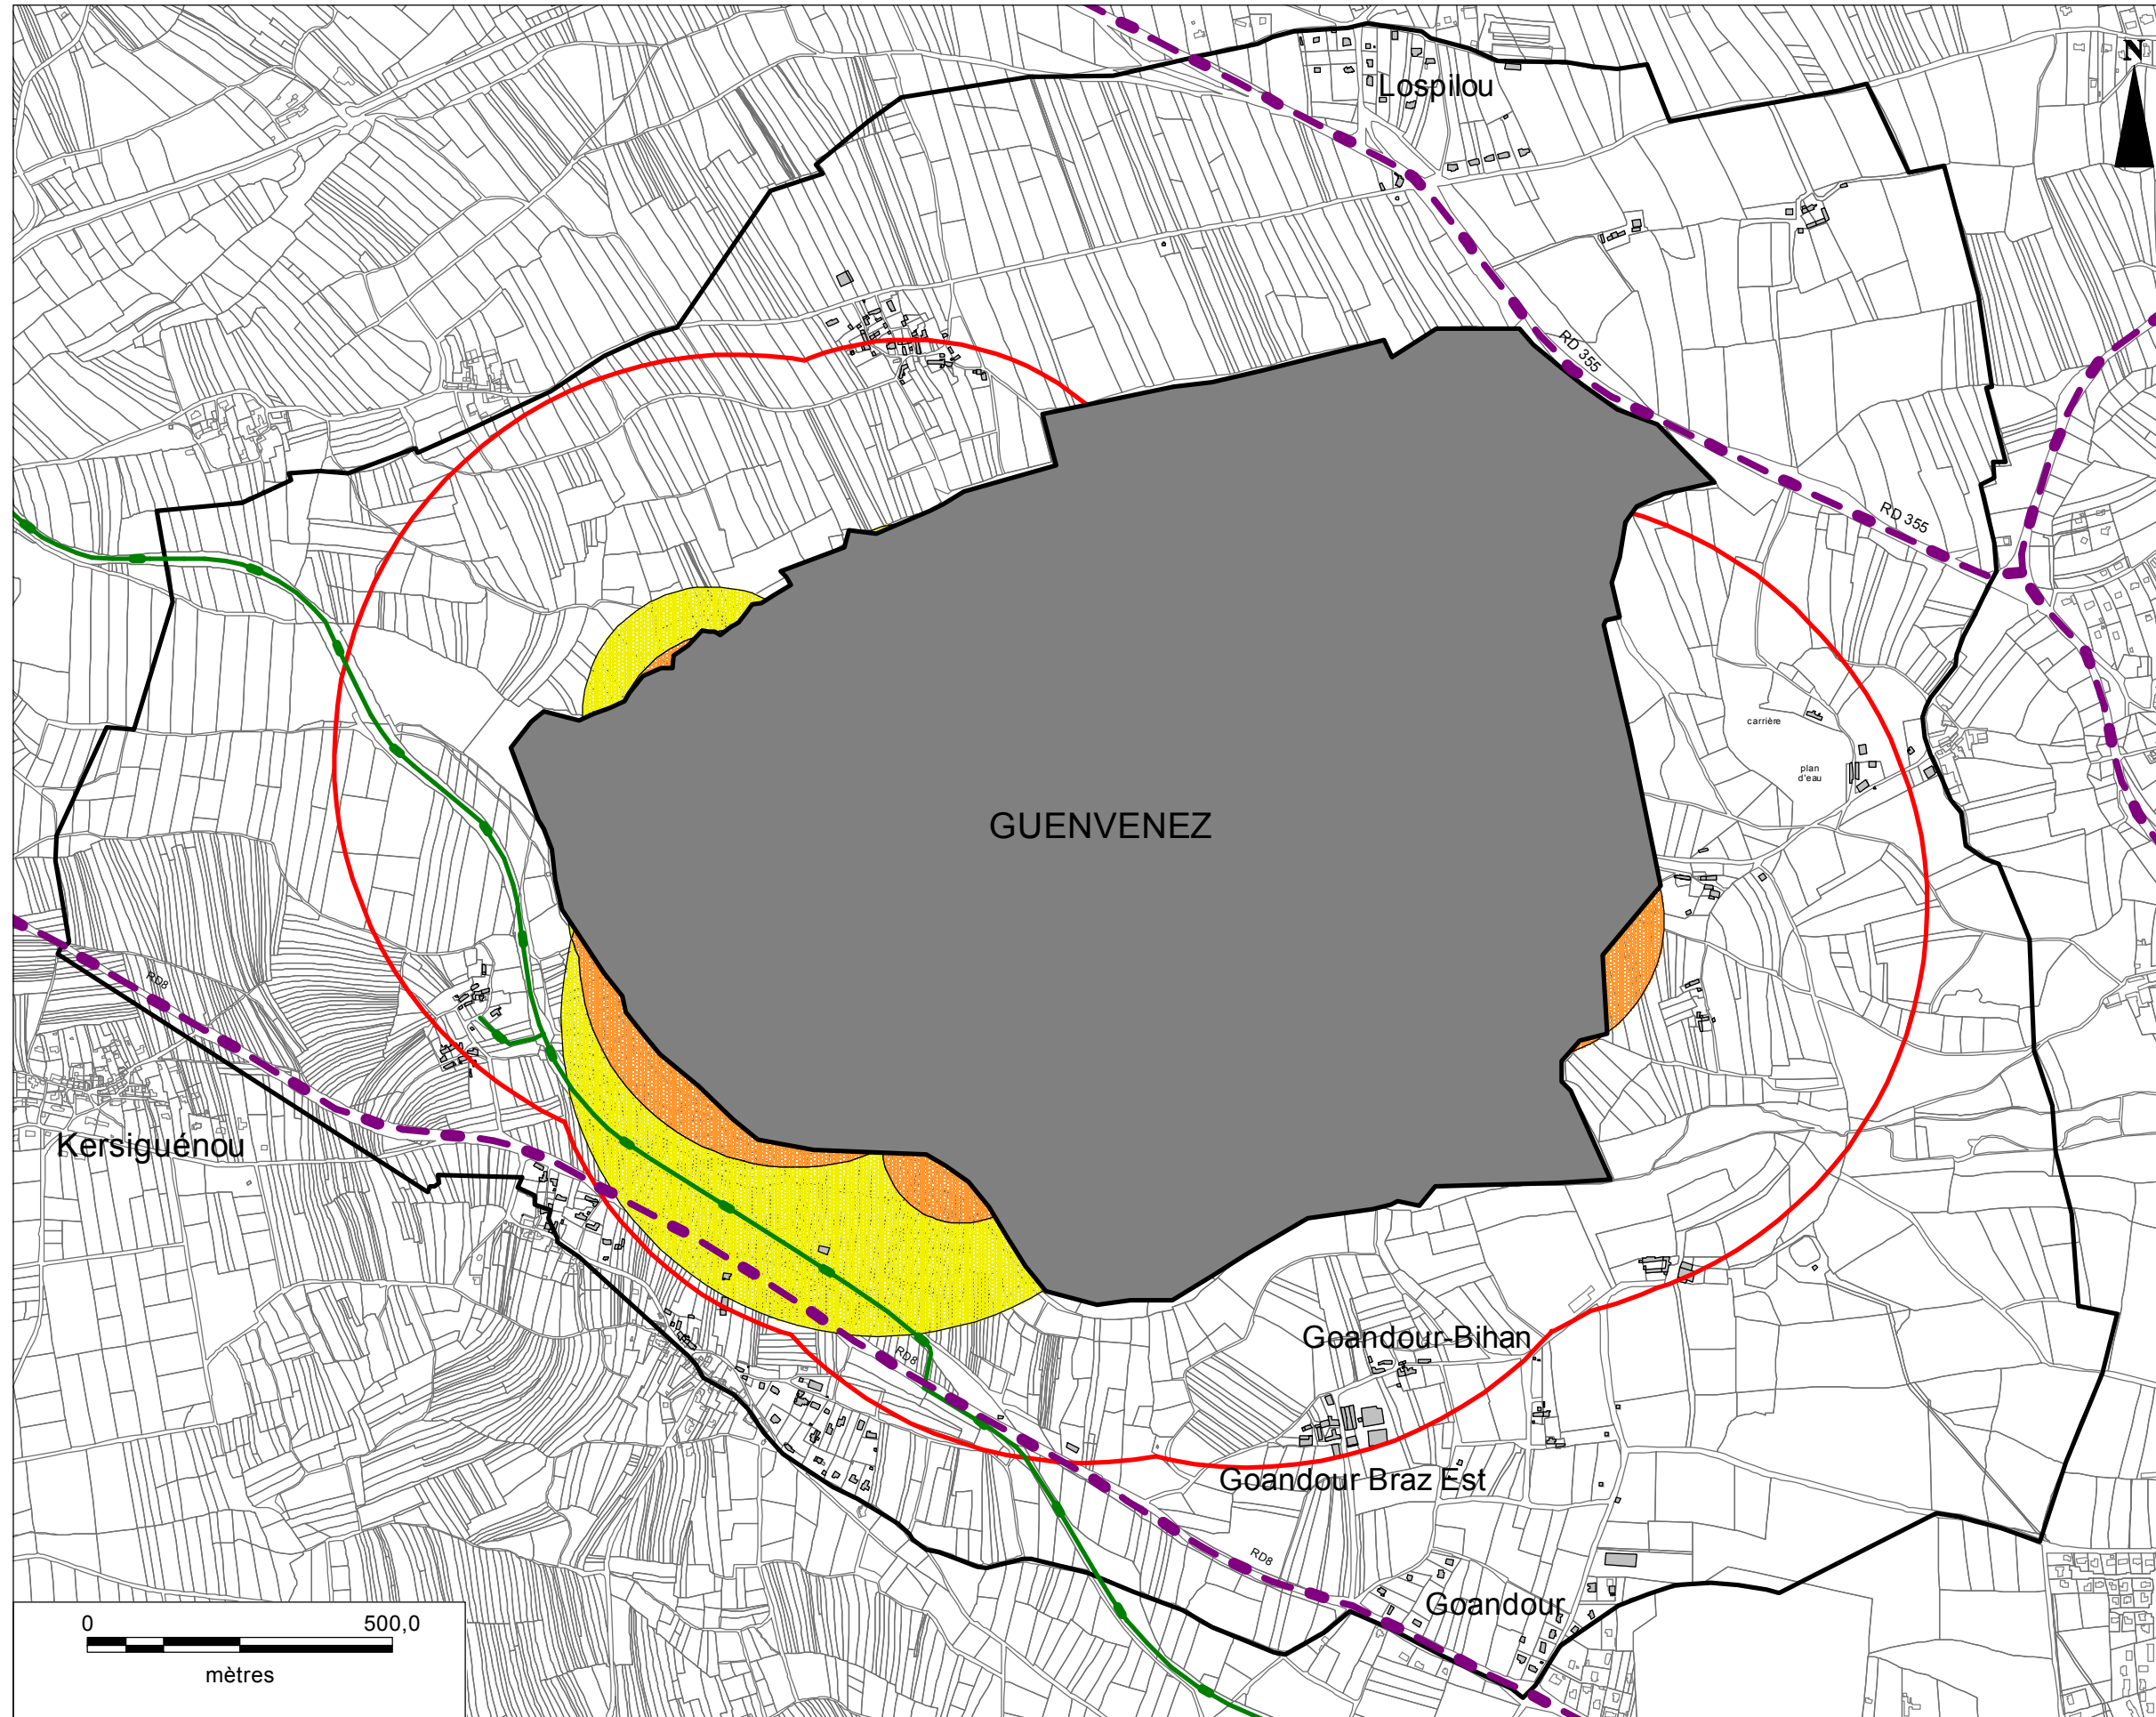 N
Lospilou
RD 355
RD 355
carrière
plan
d'eau
GUENVENEZ
RD8
Kersiguénou
Goandour-Bihan
RD8
Goandour Braz Est
RD8
Goandour
0 500,0
mètres